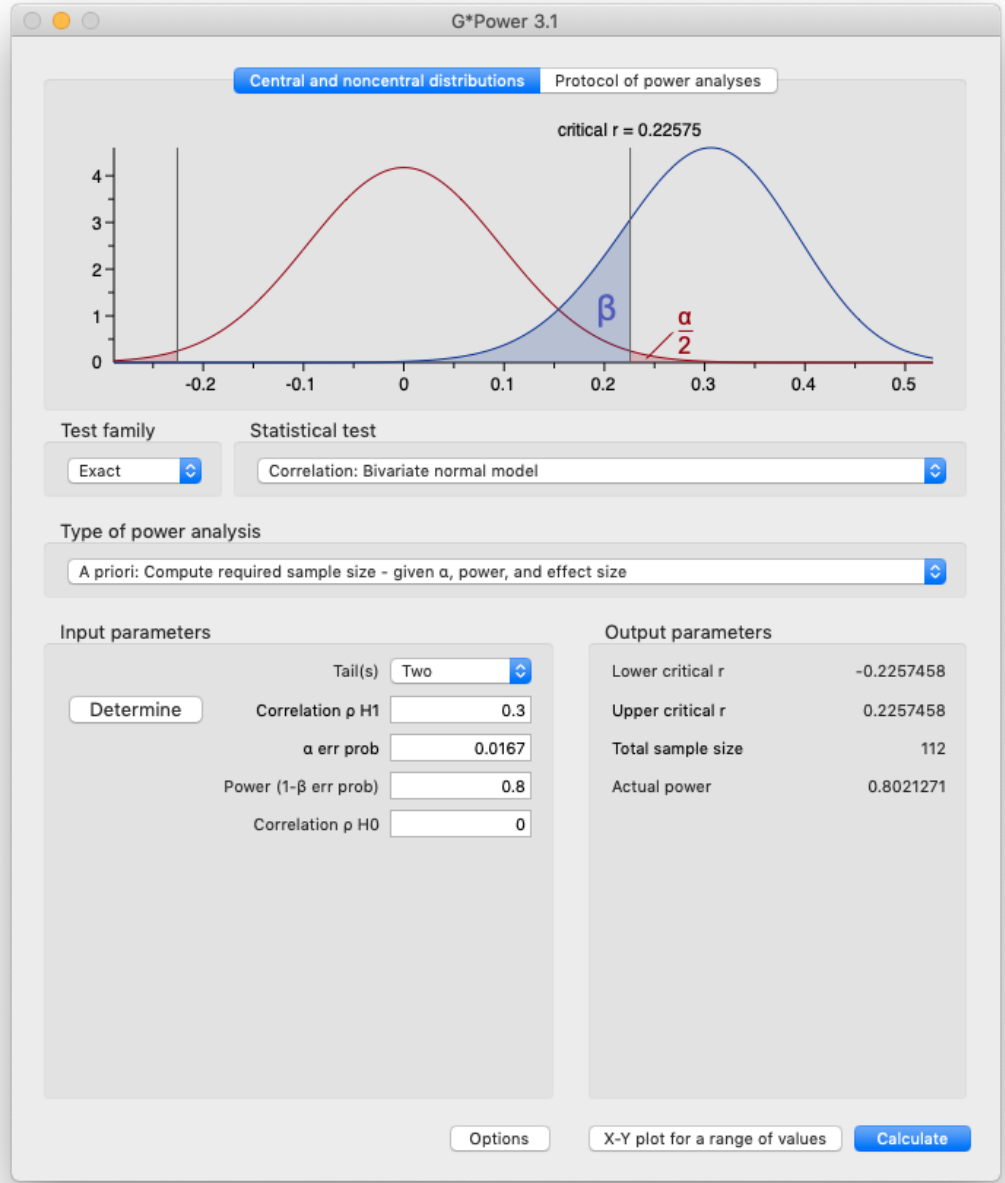 G*Power 3.1
Central and noncentral distributions Protocol of power analyses
critical r = 0.22575
4
3
2
1
0
β
α
2
-0.2 -0.1 0 0.1 0.2 0.3 0.4 0.5
Test family Statistical test
Exact Correlation: Bivariate normal model
Type of power analysis
A priori: Compute required sample size - given α, power, and effect size
Input parameters Output parameters
Tail(s) Two Lower critical r -0.2257458
Determine Correlation ρ H1 0.3 Upper critical r 0.2257458
α err prob 0.0167 Total sample size 112
Power (1-β err prob) 0.8 Actual power 0.8021271
Correlation ρ H0 0
Options X-Y plot for a range of values Calculate